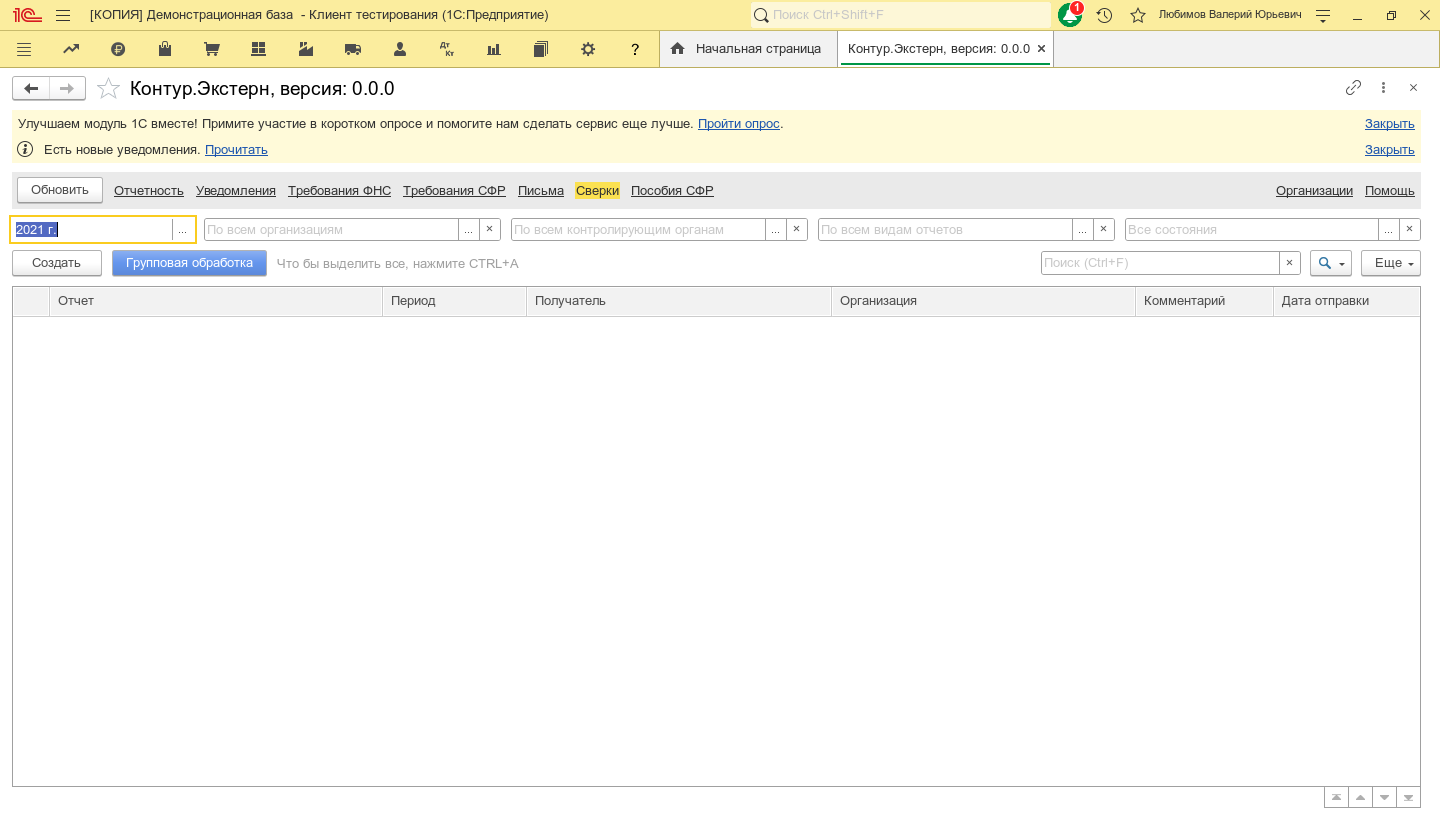 1С [КОПИЯ] Демонстрационная база - Клиент тестирования (1С:Предприятие) Поиск Ctrl+Shift+F 1 Любимов Валерий Юрьевич
Дт Кт ? Начальная страница Контур.Экстерн, версия: 0.0.0 ×
Контур.Экстерн, версия: 0.0.0
Улучшаем модуль 1С вместе! Примите участие в коротком опросе и помогите нам сделать сервис еще лучше. Пройти опрос. Закрыть
Есть новые уведомления. Прочитать Закрыть
Обновить Отчетность Уведомления Требования ФНС Требования СФР Письма Сверки Пособия СФР Организации Помощь
2021 г. ... По всем организациям ... × По всем контролирующим органам ... × По всем видам отчетов ... × Все состояния ... ×
Создать Групповая обработка Что бы выделить все, нажмите CTRL+A Поиск (Ctrl+F) × Еще
Отчет Период Получатель Организация Комментарий Дата отправки